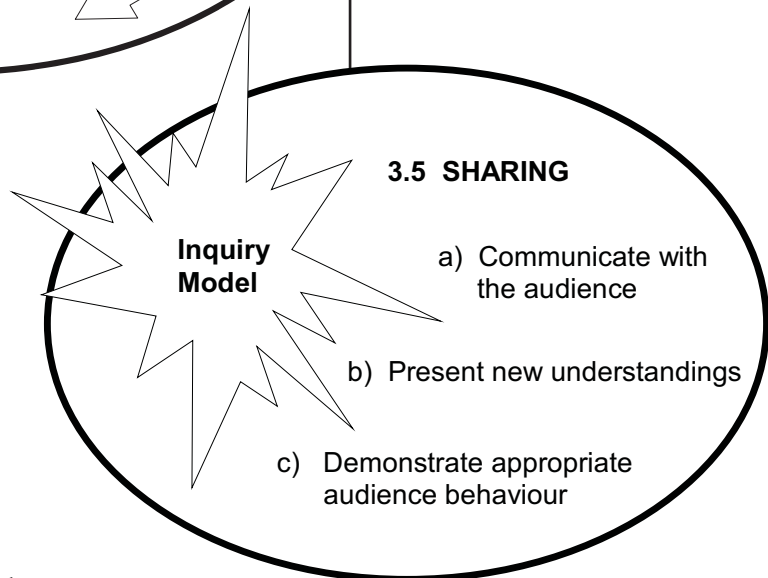 3.5 SHARING
Inquiry
Model
a) Communicate with
the audience
b) Present new understandings
c) Demonstrate appropriate
audience behaviour